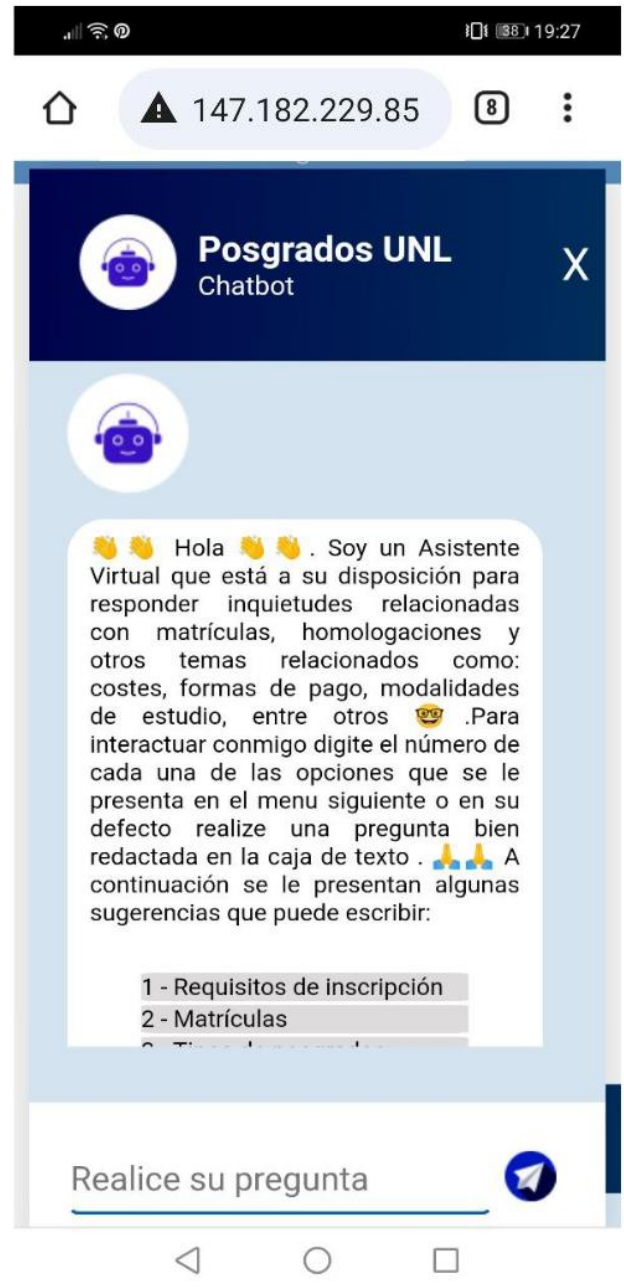 38 19:27
147.182.229.85 8
Posgrados UNL
Chatbot
X
👋 👋 Hola 👋 👋 . Soy un Asistente
Virtual que está a su disposición para
responder inquietudes relacionadas
con matrículas, homologaciones y
otros temas relacionados como:
costes, formas de pago, modalidades
de estudio, entre otros 🤓 .Para
interactuar conmigo digite el número de
cada una de las opciones que se le
presenta en el menu siguiente o en su
defecto realize una pregunta bien
redactada en la caja de texto . 🙏🙏 A
continuación se le presentan algunas
sugerencias que puede escribir:
1 - Requisitos de inscripción
2 - Matrículas
Realice su pregunta